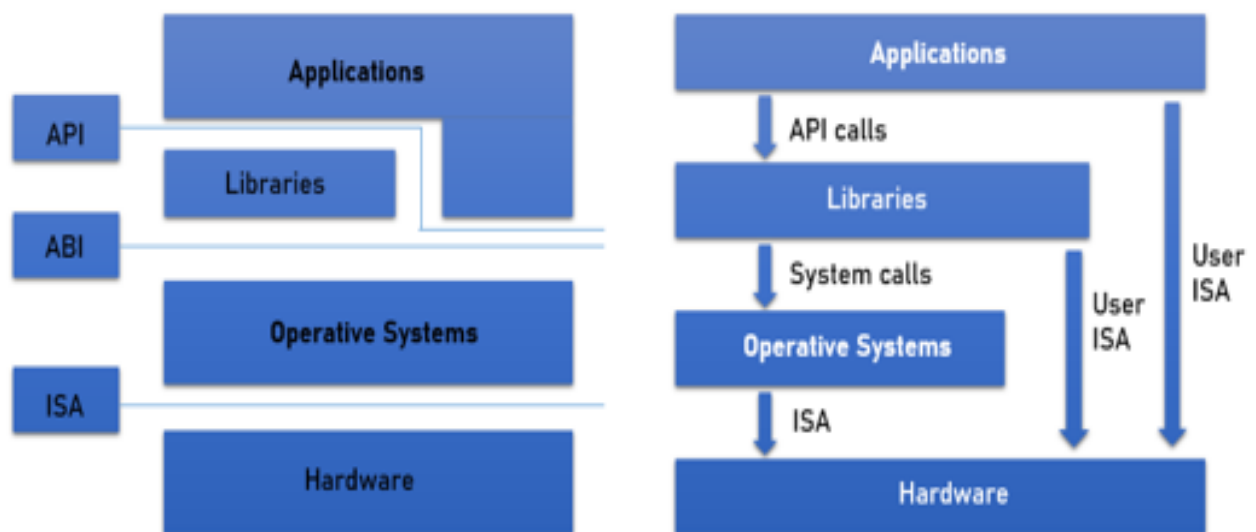 Applications
API
Libraries
ABI
Operative Systems
ISA
Hardware
Applications
API calls
Libraries
System calls
User
ISA
User
ISA
Operative Systems
ISA
Hardware